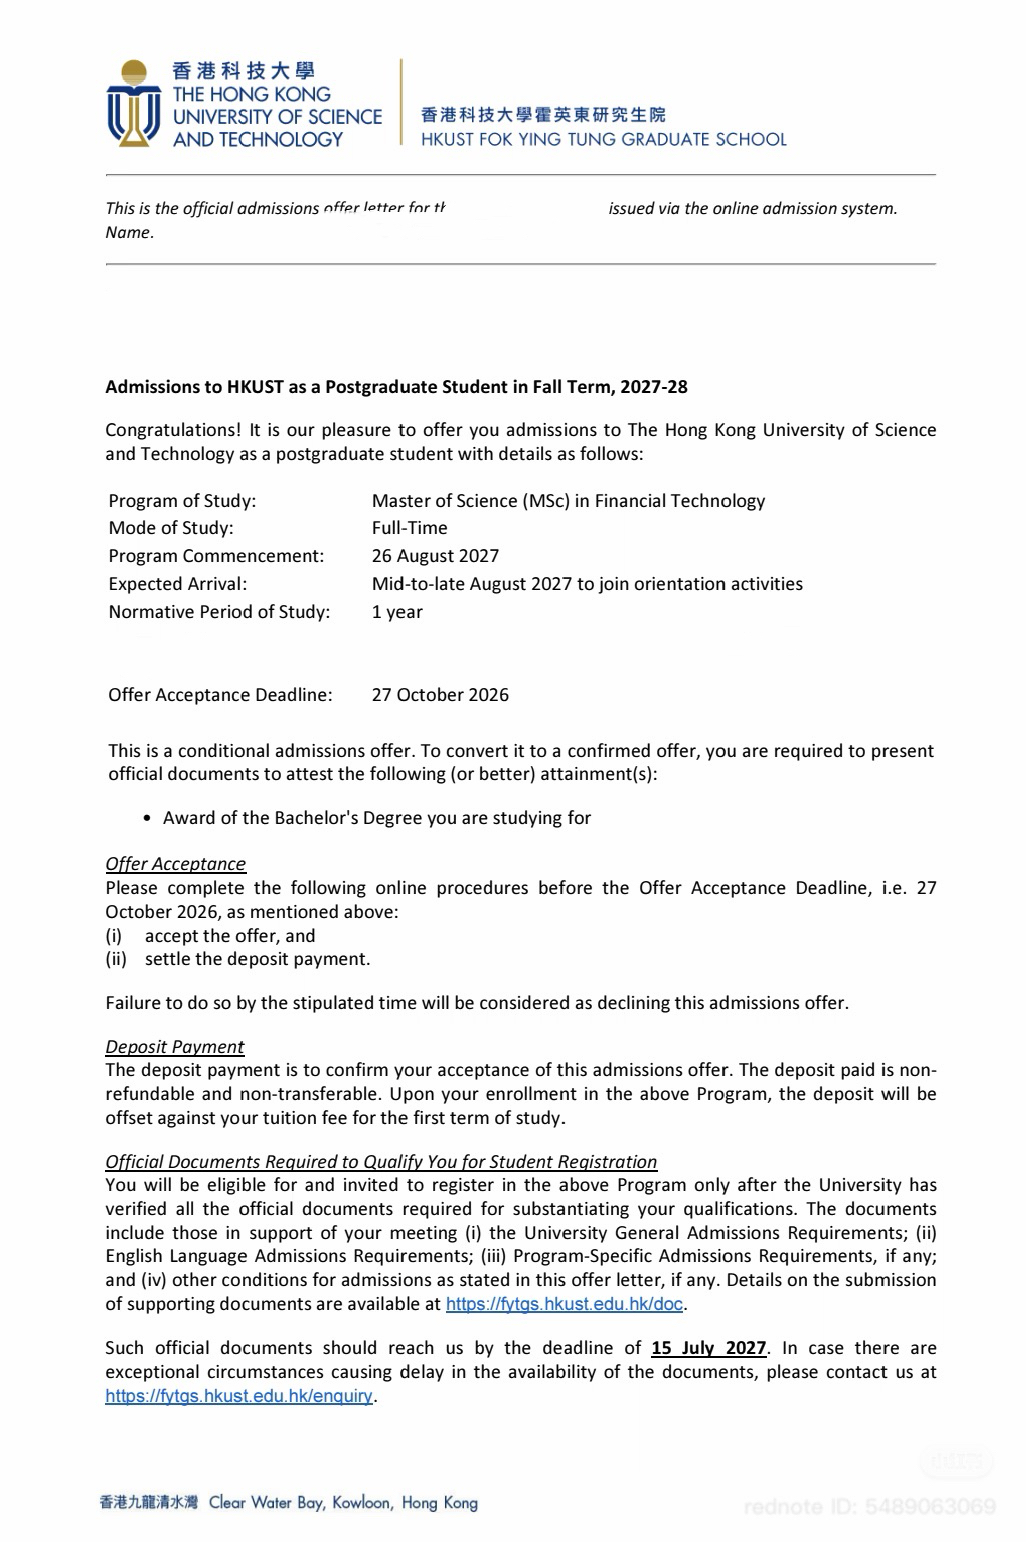 香港科技大學
THE HONG KONG
UNIVERSITY OF SCIENCE
AND TECHNOLOGY
香港科技大學霍英東研究生院
HKUST FOK YING TUNG GRADUATE SCHOOL
This is the official admissions offer letter for issued via the online admission system.
Name.
Admissions to HKUST as a Postgraduate Student in Fall Term, 2027-28
Congratulations! It is our pleasure to offer you admissions to The Hong Kong University of Science
and Technology as a postgraduate student with details as follows:
Program of Study: Master of Science (MSc) in Financial Technology
Mode of Study: Full-Time
Program Commencement: 26 August 2027
Expected Arrival: Mid-to-late August 2027 to join orientation activities
Normative Period of Study: 1 year
Offer Acceptance Deadline: 27 October 2026
This is a conditional admissions offer. To convert it to a confirmed offer, you are required to present
official documents to attest the following (or better) attainment(s):
• Award of the Bachelor's Degree you are studying for
Offer Acceptance
Please complete the following online procedures before the Offer Acceptance Deadline, i.e. 27
October 2026, as mentioned above:
(i) accept the offer, and
(ii) settle the deposit payment.
Failure to do so by the stipulated time will be considered as declining this admissions offer.
Deposit Payment
The deposit payment is to confirm your acceptance of this admissions offer. The deposit paid is non-
refundable and non-transferable. Upon your enrollment in the above Program, the deposit will be
offset against your tuition fee for the first term of study.
Official Documents Required to Qualify You for Student Registration
You will be eligible for and invited to register in the above Program only after the University has
verified all the official documents required for substantiating your qualifications. The documents
include those in support of your meeting (i) the University General Admissions Requirements; (ii)
English Language Admissions Requirements; (iii) Program-Specific Admissions Requirements, if any;
and (iv) other conditions for admissions as stated in this offer letter, if any. Details on the submission
of supporting documents are available at https://fytgs.hkust.edu.hk/doc.
Such official documents should reach us by the deadline of 15 July 2027. In case there are
exceptional circumstances causing delay in the availability of the documents, please contact us at
https://fytgs.hkust.edu.hk/enquiry.
香港九龍清水灣 Clear Water Bay, Kowloon, Hong Kong
rednote ID: 5489063069